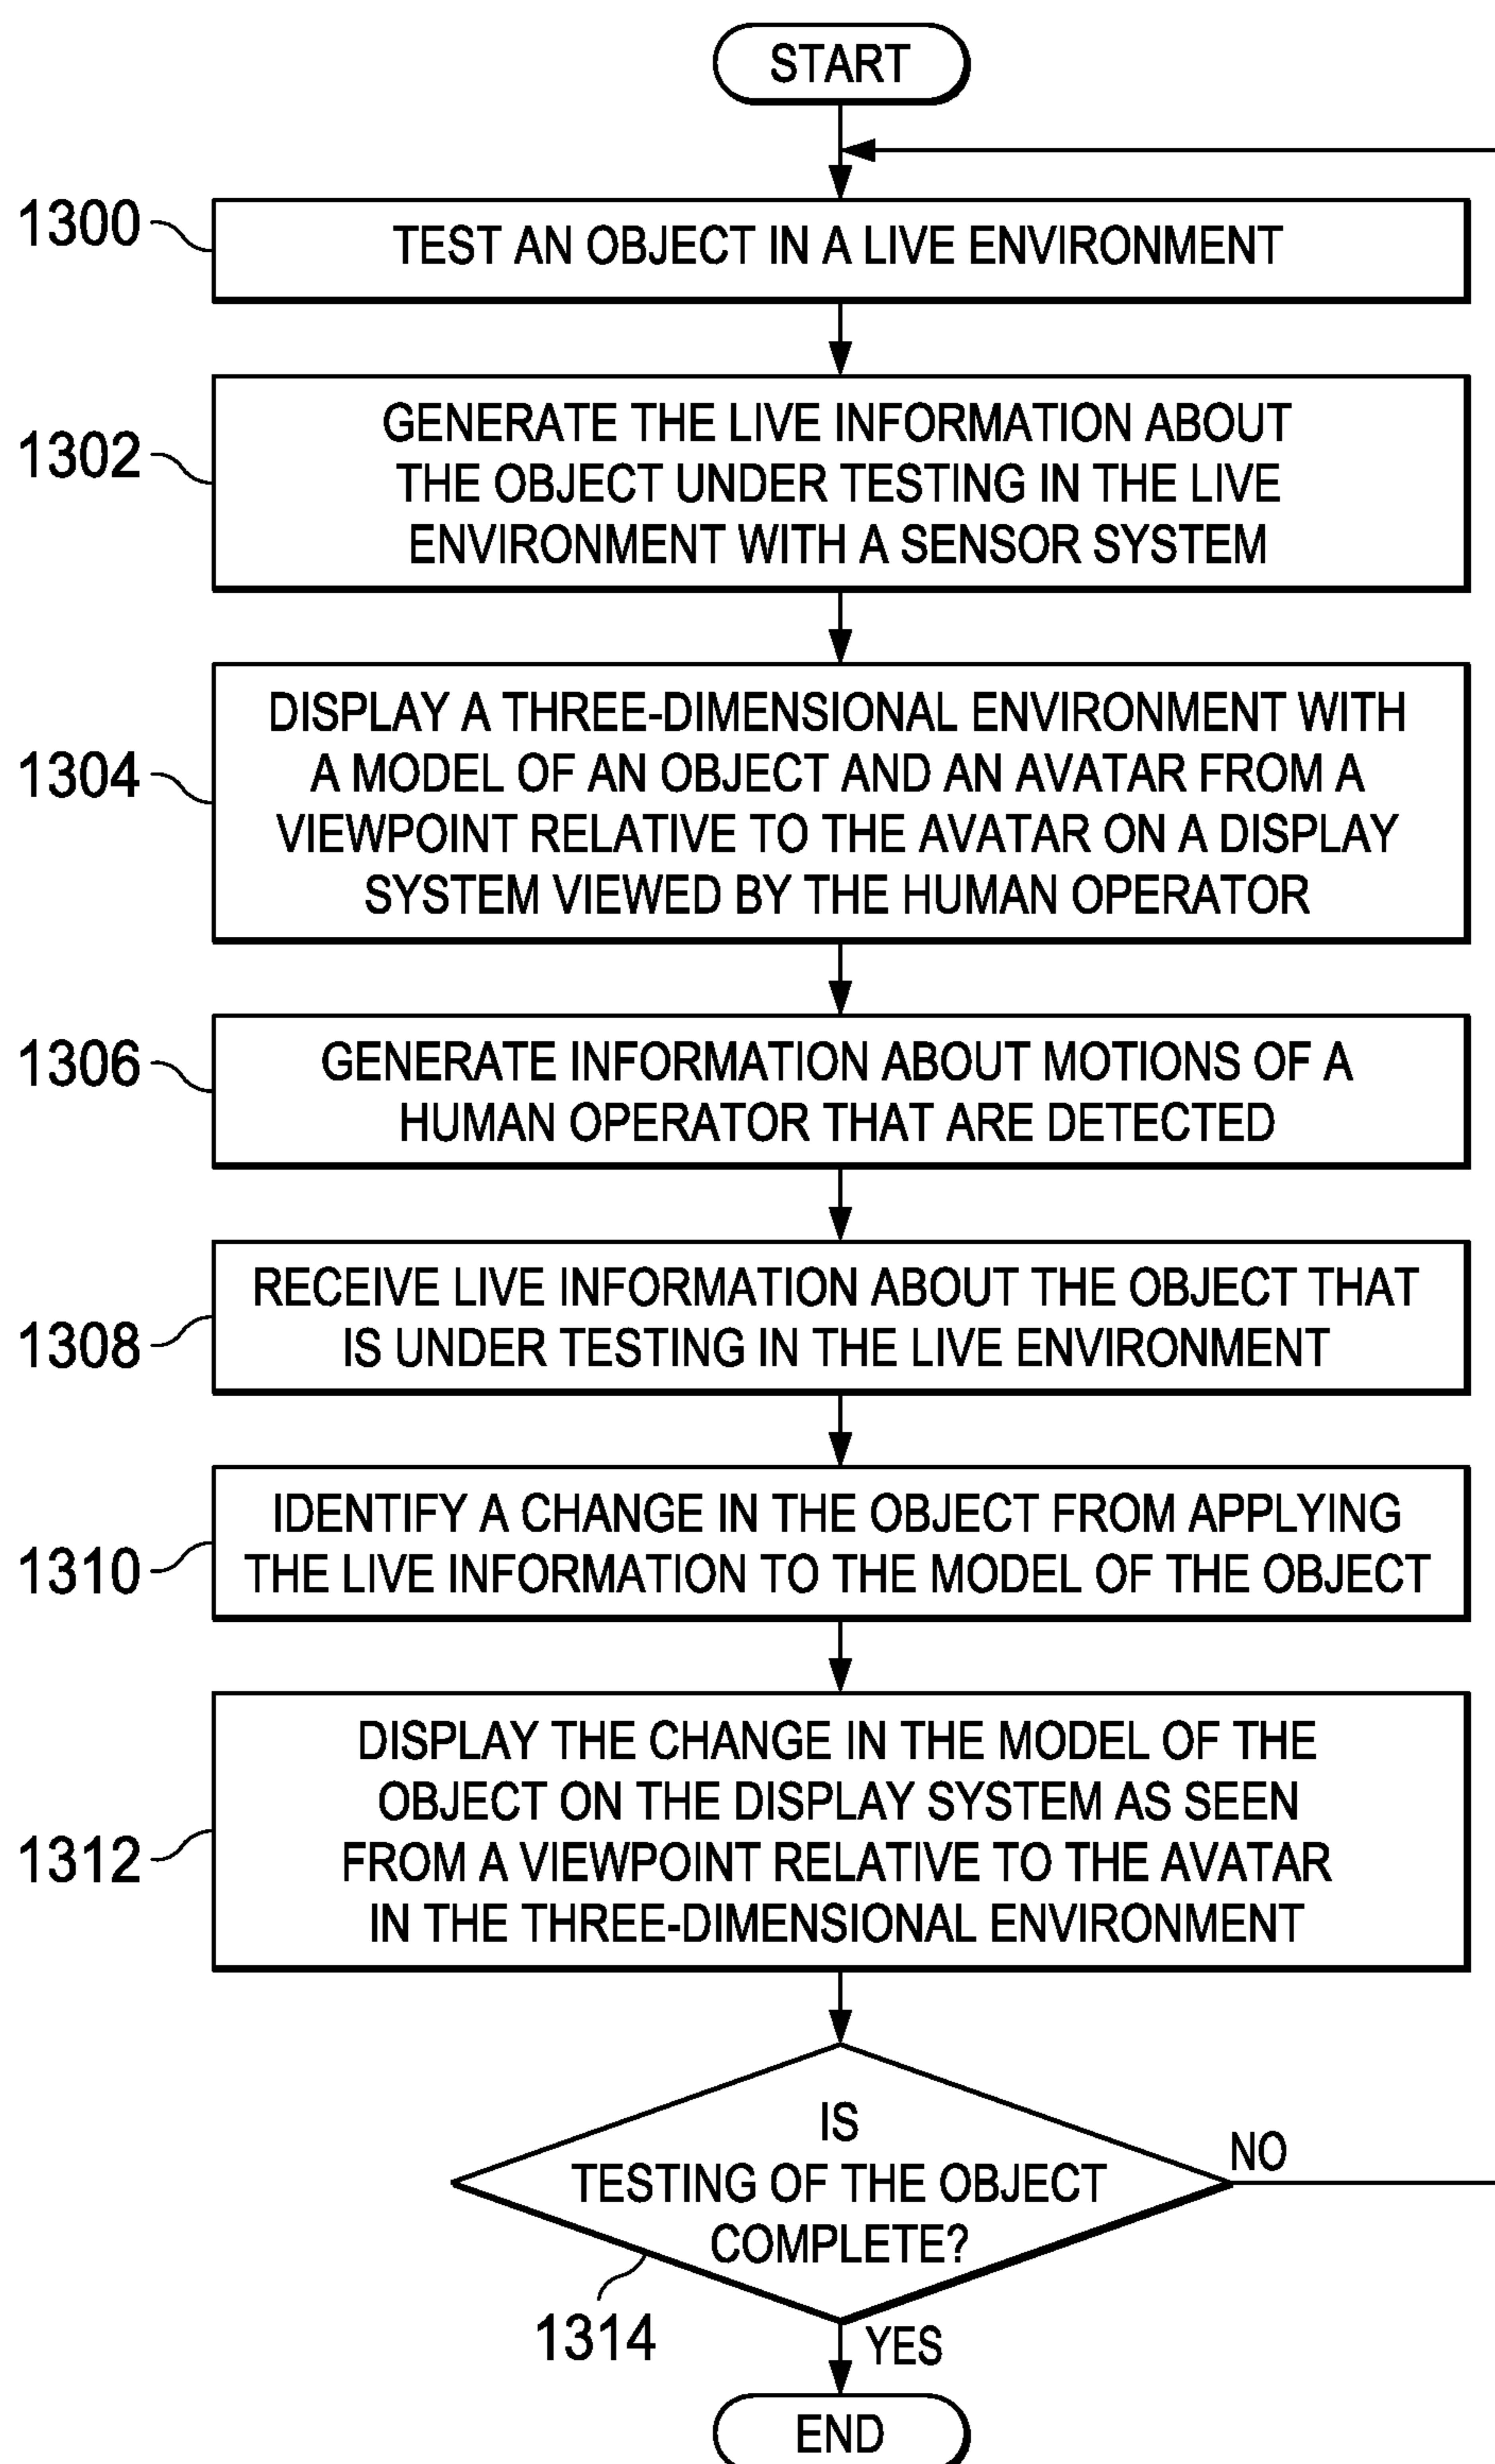 START
1300
TEST AN OBJECT IN A LIVE ENVIRONMENT
1302
GENERATE THE LIVE INFORMATION ABOUT
THE OBJECT UNDER TESTING IN THE LIVE
ENVIRONMENT WITH A SENSOR SYSTEM
1304
DISPLAY A THREE-DIMENSIONAL ENVIRONMENT WITH
A MODEL OF AN OBJECT AND AN AVATAR FROM A
VIEWPOINT RELATIVE TO THE AVATAR ON A DISPLAY
SYSTEM VIEWED BY THE HUMAN OPERATOR
1306
GENERATE INFORMATION ABOUT MOTIONS OF A
HUMAN OPERATOR THAT ARE DETECTED
1308
RECEIVE LIVE INFORMATION ABOUT THE OBJECT THAT
IS UNDER TESTING IN THE LIVE ENVIRONMENT
1310
IDENTIFY A CHANGE IN THE OBJECT FROM APPLYING
THE LIVE INFORMATION TO THE MODEL OF THE OBJECT
1312
DISPLAY THE CHANGE IN THE MODEL OF THE
OBJECT ON THE DISPLAY SYSTEM AS SEEN
FROM A VIEWPOINT RELATIVE TO THE AVATAR
IN THE THREE-DIMENSIONAL ENVIRONMENT
IS
TESTING OF THE OBJECT
COMPLETE?
NO
1314
YES
END